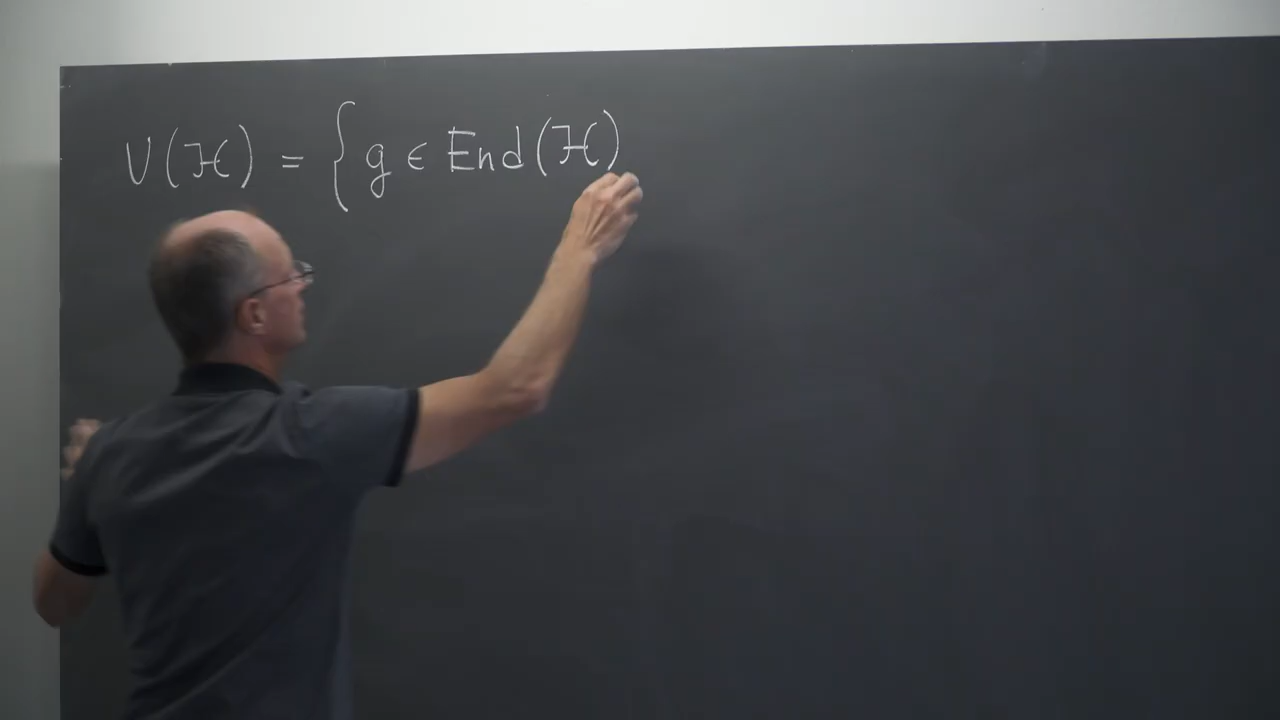 U(ℋ) = { g ∈ End(ℋ)